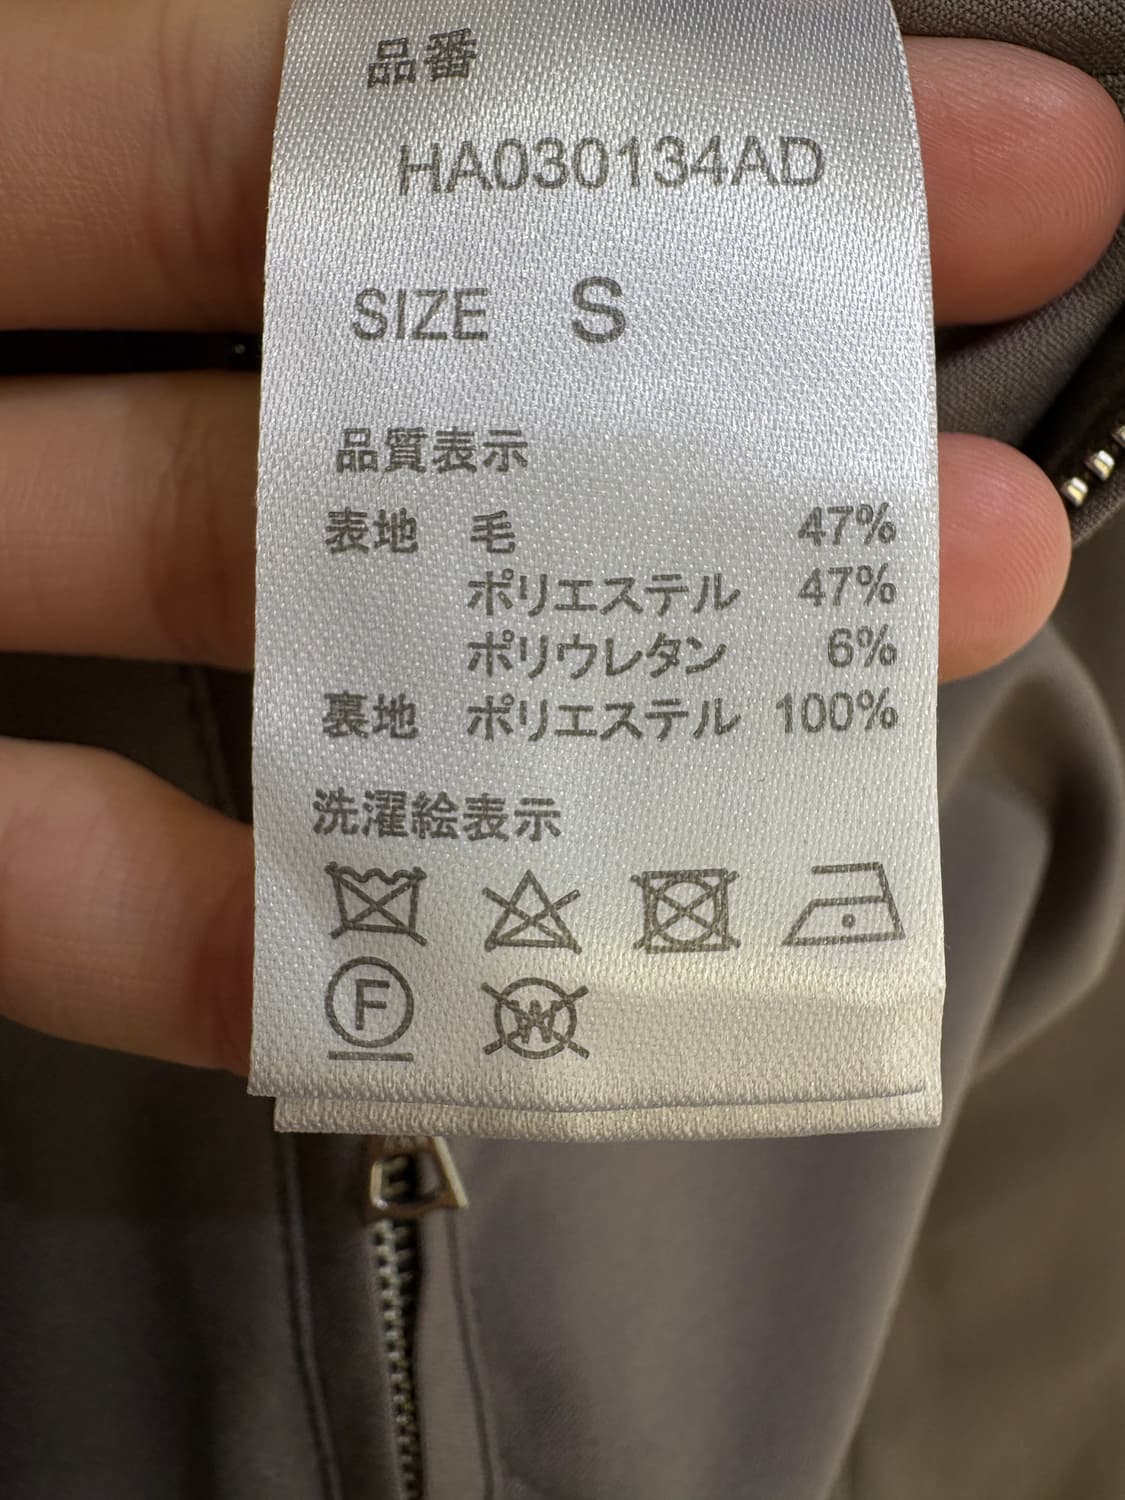 品番
HA030134AD
SIZE S
品質表示
表地 毛 47%
ポリエステル 47%
ポリウレタン 6%
裏地 ポリエステル 100%
洗濯絵表示
F W